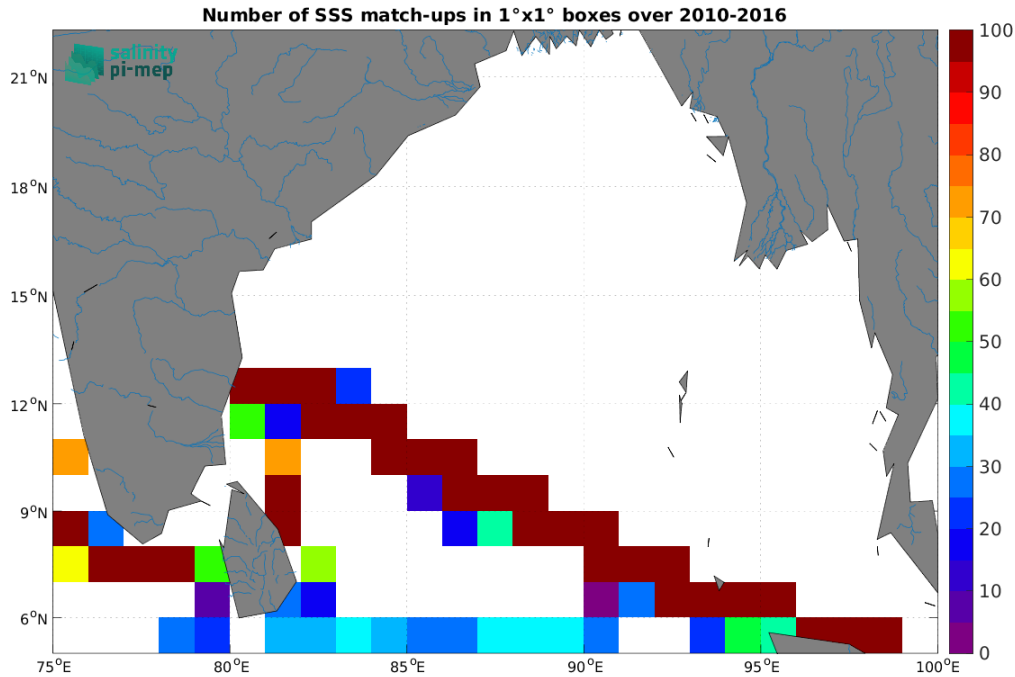 Number of SSS match-ups in 1°x1° boxes over 2010-2016
salinity
pi-mep
21°N
18°N
15°N
12°N
9°N
6°N
75°E 80°E 85°E 90°E 95°E 100°E
100
90
80
70
60
50
40
30
20
10
0